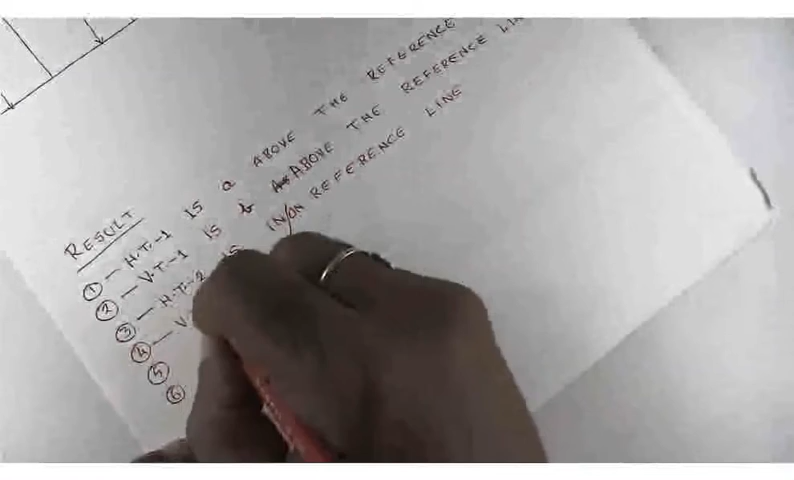 RESULT
① — H.T.-1 IS a ABOVE THE REFERENCE
② — V.T-1 IS b ABOVE THE REFERENCE LIN
③ — H.T.-2 IS IN/ON REFERENCE LINE
④ — V
⑤
⑥